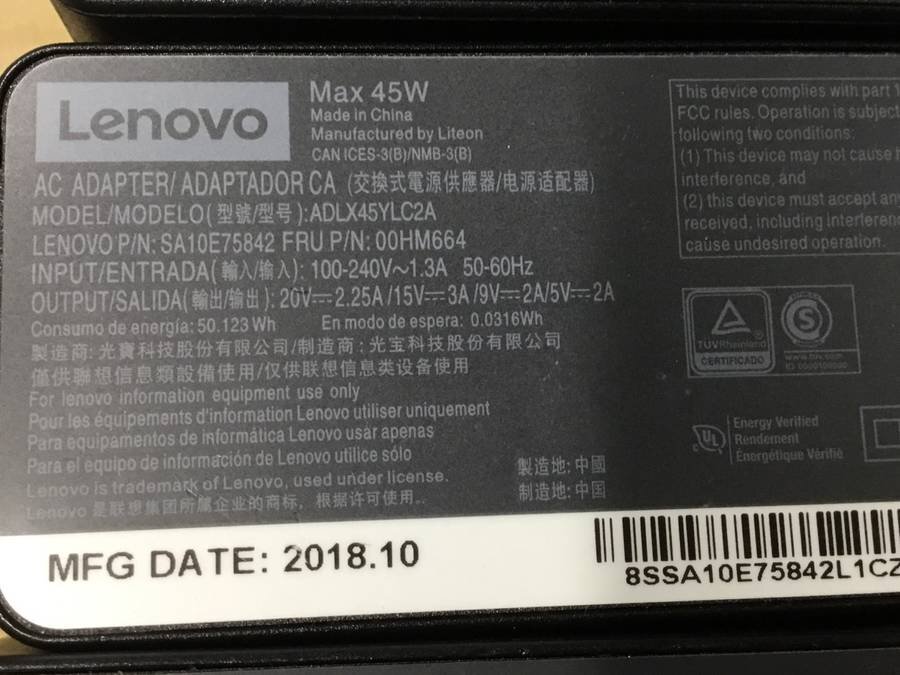 Lenovo
Max 45W
Made in China
Manufactured by Liteon
CAN ICES-3(B)/NMB-3(B)
AC ADAPTER/ ADAPTADOR CA (交換式電源供應器/电源适配器)
MODEL/MODELO(型號/型号):ADLX45YLC2A
LENOVO P/N: SA10E75842 FRU P/N: 00HM664
INPUT/ENTRADA(輸入/输入): 100-240V～1.3A 50-60Hz
OUTPUT/SALIDA(輸出/输出): 20V⎓2.25A /15V⎓3A /9V⎓2A/5V⎓2A
Consumo de energía: 50.123 Wh En modo de espera: 0.0316Wh
製造商: 光寶科技股份有限公司/制造商: 光宝科技股份有限公司
僅供聯想信息類設備使用/仅供联想信息类设备使用
For lenovo information equipment use only
Pour les équipements d'information Lenovo utiliser uniquement
Para equipamentos de informática Lenovo usar apenas
Para el equipo de información de Lenovo utilice sólo
Lenovo is trademark of Lenovo, used under license.
Lenovo 是联想集团所属企业的商标，根据许可使用.
製造地: 中國
制造地: 中国
This device complies with part
FCC rules. Operation is subject
following two conditions:
(1) This device may not cause
interference, and
(2) this device must accept any
received, including interferen
cause undesired operation.
TÜVRheinland
CERTIFICADO
S
www.tuv.com
UL
Energy Verified
Rendement
Énergétique Vérifié
MFG DATE: 2018.10
8SSA10E75842L1CZ